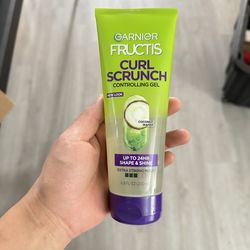 GARNIER
FRUCTIS
CURL
SCRUNCH
CONTROLLING GEL
NEW LOOK
COCONUT
WATER
UP TO 24HR
SHAPE & SHINE
EXTRA STRONG HOLD